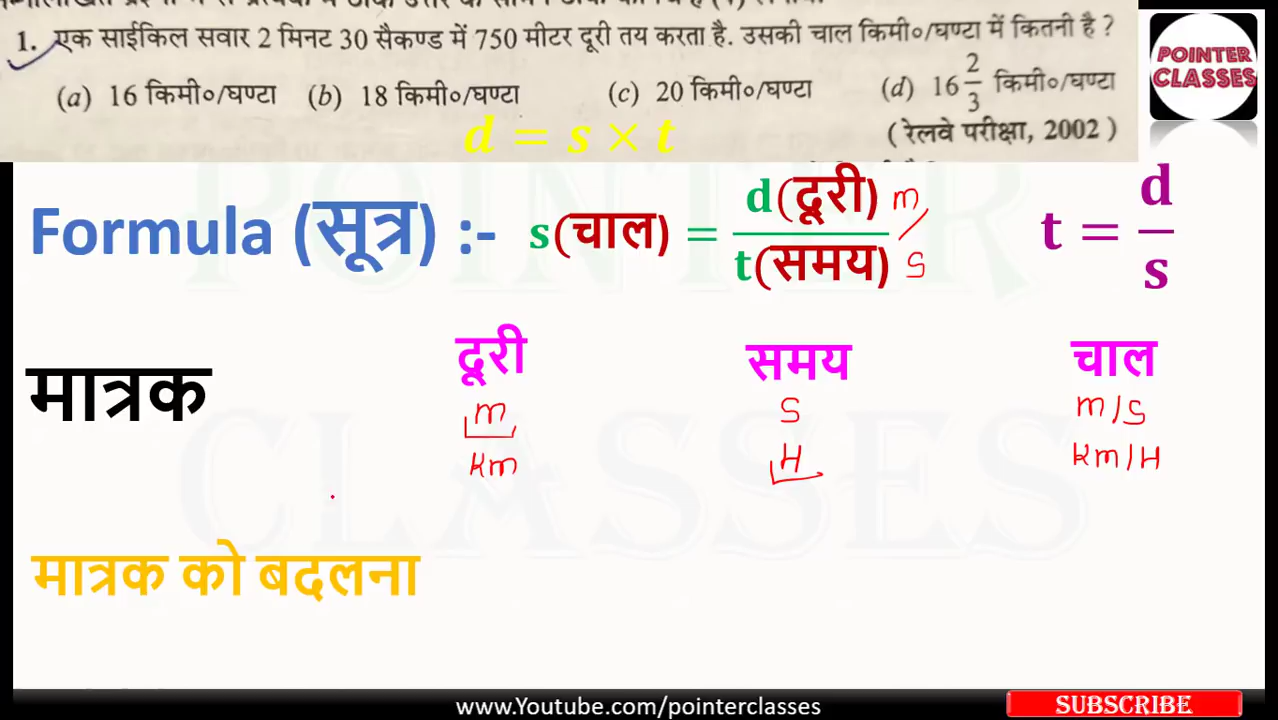 1. एक साईकिल सवार 2 मिनट 30 सैकण्ड में 750 मीटर दूरी तय करता है. उसकी चाल किमी०/घण्टा में कितनी है ?
(a) 16 किमी०/घण्टा (b) 18 किमी०/घण्टा (c) 20 किमी०/घण्टा (d) 16 2/3 किमी०/घण्टा
(रेलवे परीक्षा, 2002)
d = s × t
POINTER
CLASSES
Formula (सूत्र) :- s(चाल) = d(दूरी) / t(समय) m/s t = d/s
मात्रक
दूरी समय चाल
m s m/s
km H km/H
मात्रक को बदलना
POINTER
CLASSES
www.Youtube.com/pointerclasses
SUBSCRIBE